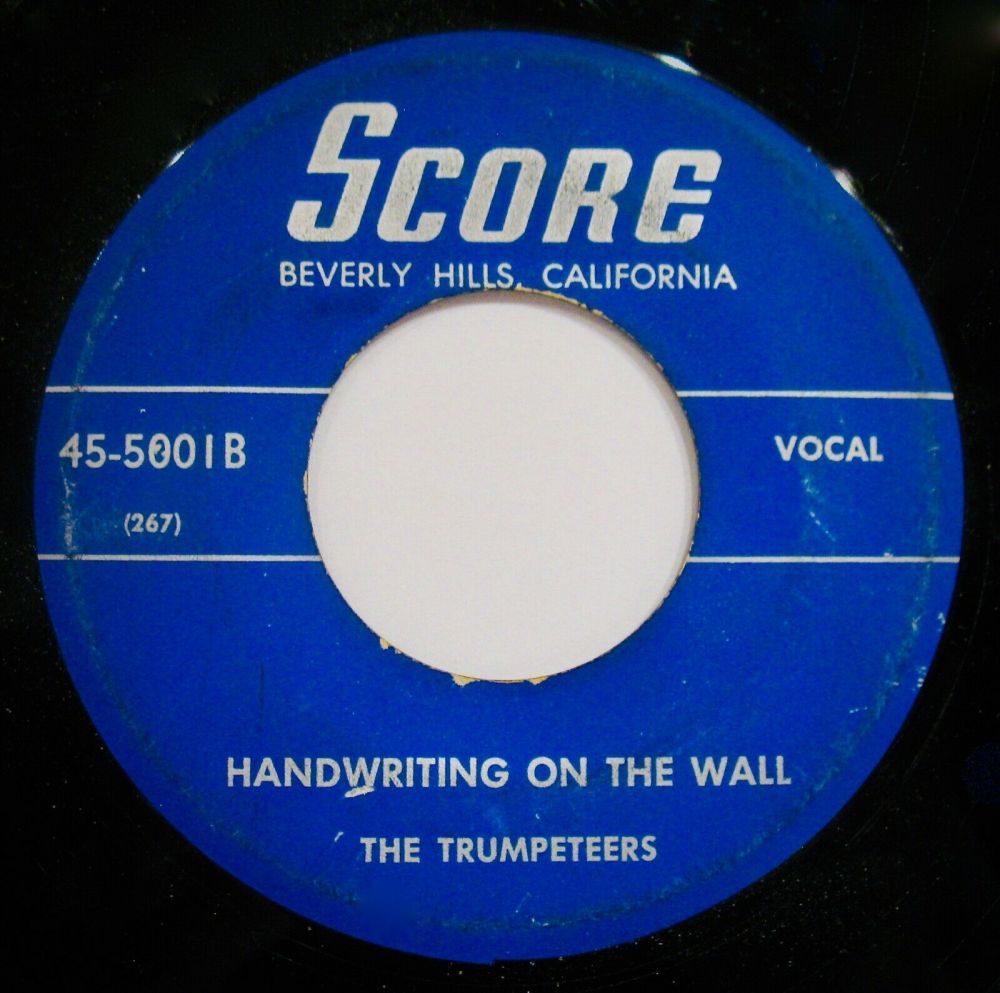 SCORE
BEVERLY HILLS, CALIFORNIA
45-5001B
VOCAL
(267)
HANDWRITING ON THE WALL
THE TRUMPETEERS